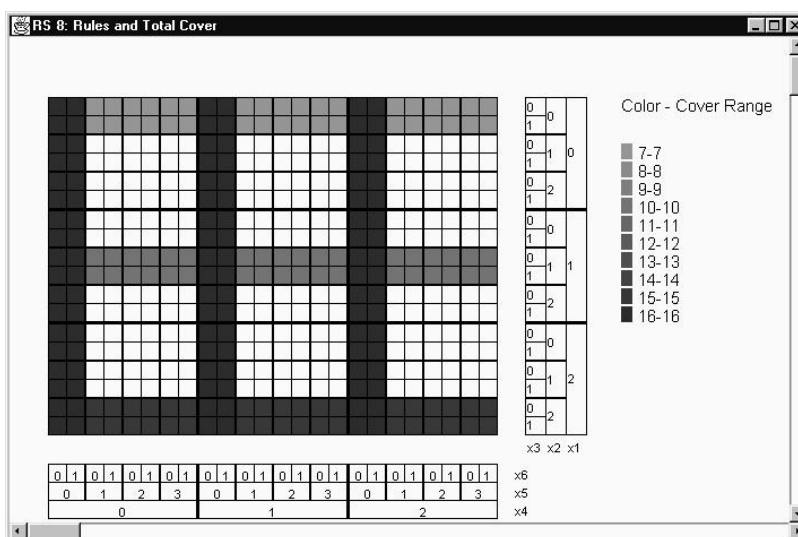 RS 8: Rules and Total Cover
Color - Cover Range
7-7
8-8
9-9
10-10
11-11
12-12
13-13
14-14
15-15
16-16
0
1 0
0
1 1 0
0
1 2
0
1 0
0
1 1 1
0
1 2
0
1 0
0
1 1 2
0
1 2
x3 x2 x1
0 1 0 1 0 1 0 1 0 1 0 1 0 1 0 1 0 1 0 1 0 1 0 1 x6
0 1 2 3 0 1 2 3 0 1 2 3 x5
0 1 2 x4